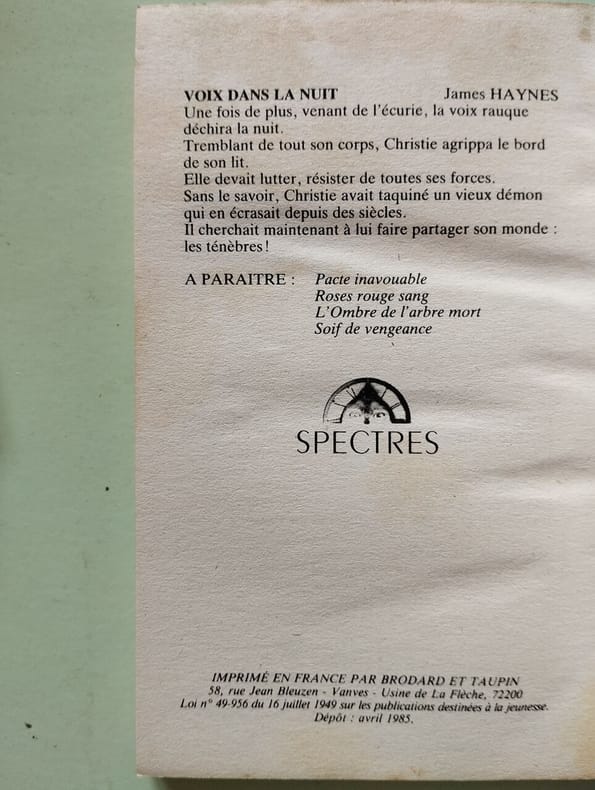 VOIX DANS LA NUIT James HAYNES
Une fois de plus, venant de l'écurie, la voix rauque
déchira la nuit.
Tremblant de tout son corps, Christie agrippa le bord
de son lit.
Elle devait lutter, résister de toutes ses forces.
Sans le savoir, Christie avait taquiné un vieux démon
qui en écrasait depuis des siècles.
Il cherchait maintenant à lui faire partager son monde :
les ténèbres !
A PARAITRE : Pacte inavouable
Roses rouge sang
L'Ombre de l'arbre mort
Soif de vengeance
SPECTRES
IMPRIMÉ EN FRANCE PAR BRODARD ET TAUPIN
58, rue Jean Bleuzen - Vanves - Usine de La Flèche, 72200
Loi n° 49-956 du 16 juillet 1949 sur les publications destinées à la jeunesse.
Dépôt : avril 1985.